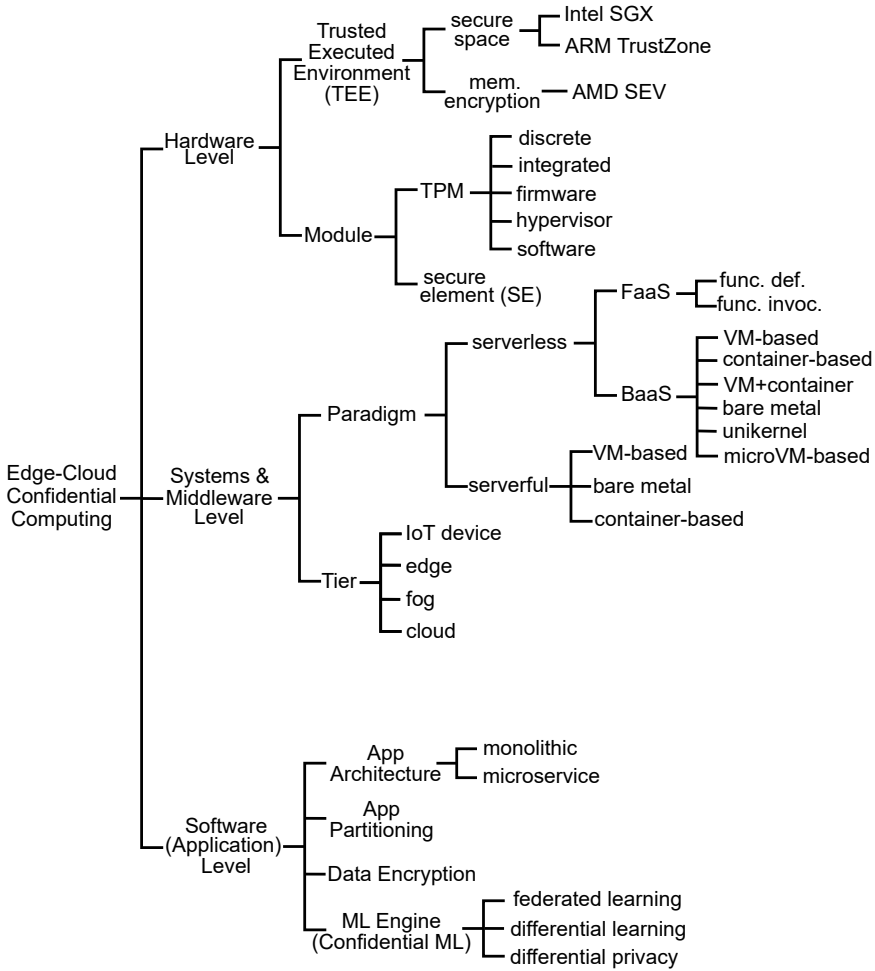 Edge-Cloud
Confidential
Computing
Hardware
Level
Trusted
Executed
Environment
(TEE)
secure
space
Intel SGX
ARM TrustZone
mem.
encryption
AMD SEV
Module
TPM
discrete
integrated
firmware
hypervisor
software
secure
element (SE)
Systems &
Middleware
Level
Paradigm
serverless
FaaS
func. def.
func. invoc.
BaaS
VM-based
container-based
VM+container
bare metal
unikernel
microVM-based
serverful
VM-based
bare metal
container-based
Tier
IoT device
edge
fog
cloud
Software
(Application)
Level
App
Architecture
monolithic
microservice
App
Partitioning
Data Encryption
ML Engine
(Confidential ML)
federated learning
differential learning
differential privacy